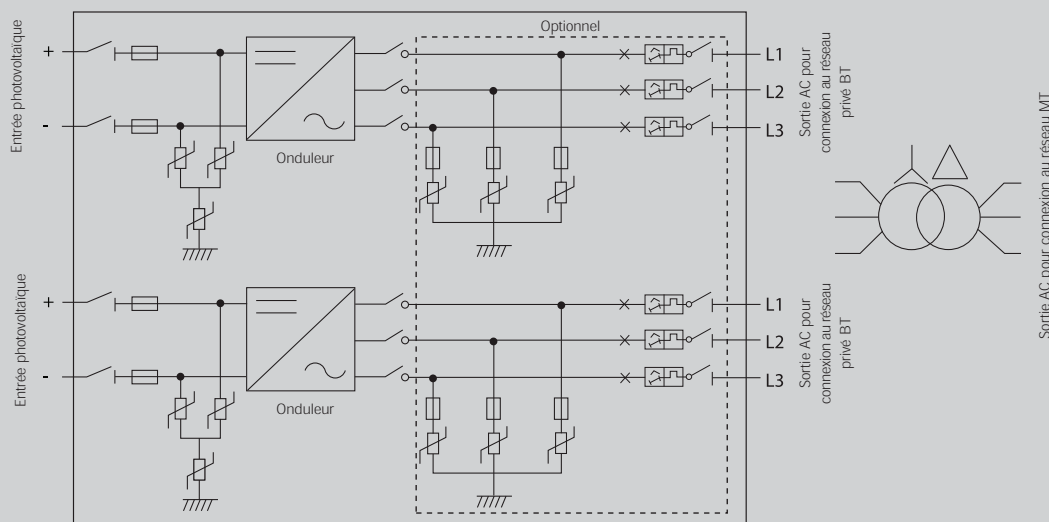 Optionnel
Entrée photovoltaïque
+
-
Onduleur
L1
L2
L3
Sortie AC pour
connexion au réseau
privé BT
Entrée photovoltaïque
+
-
Onduleur
L1
L2
L3
Sortie AC pour
connexion au réseau
privé BT
Sortie AC pour connexion au réseau MT